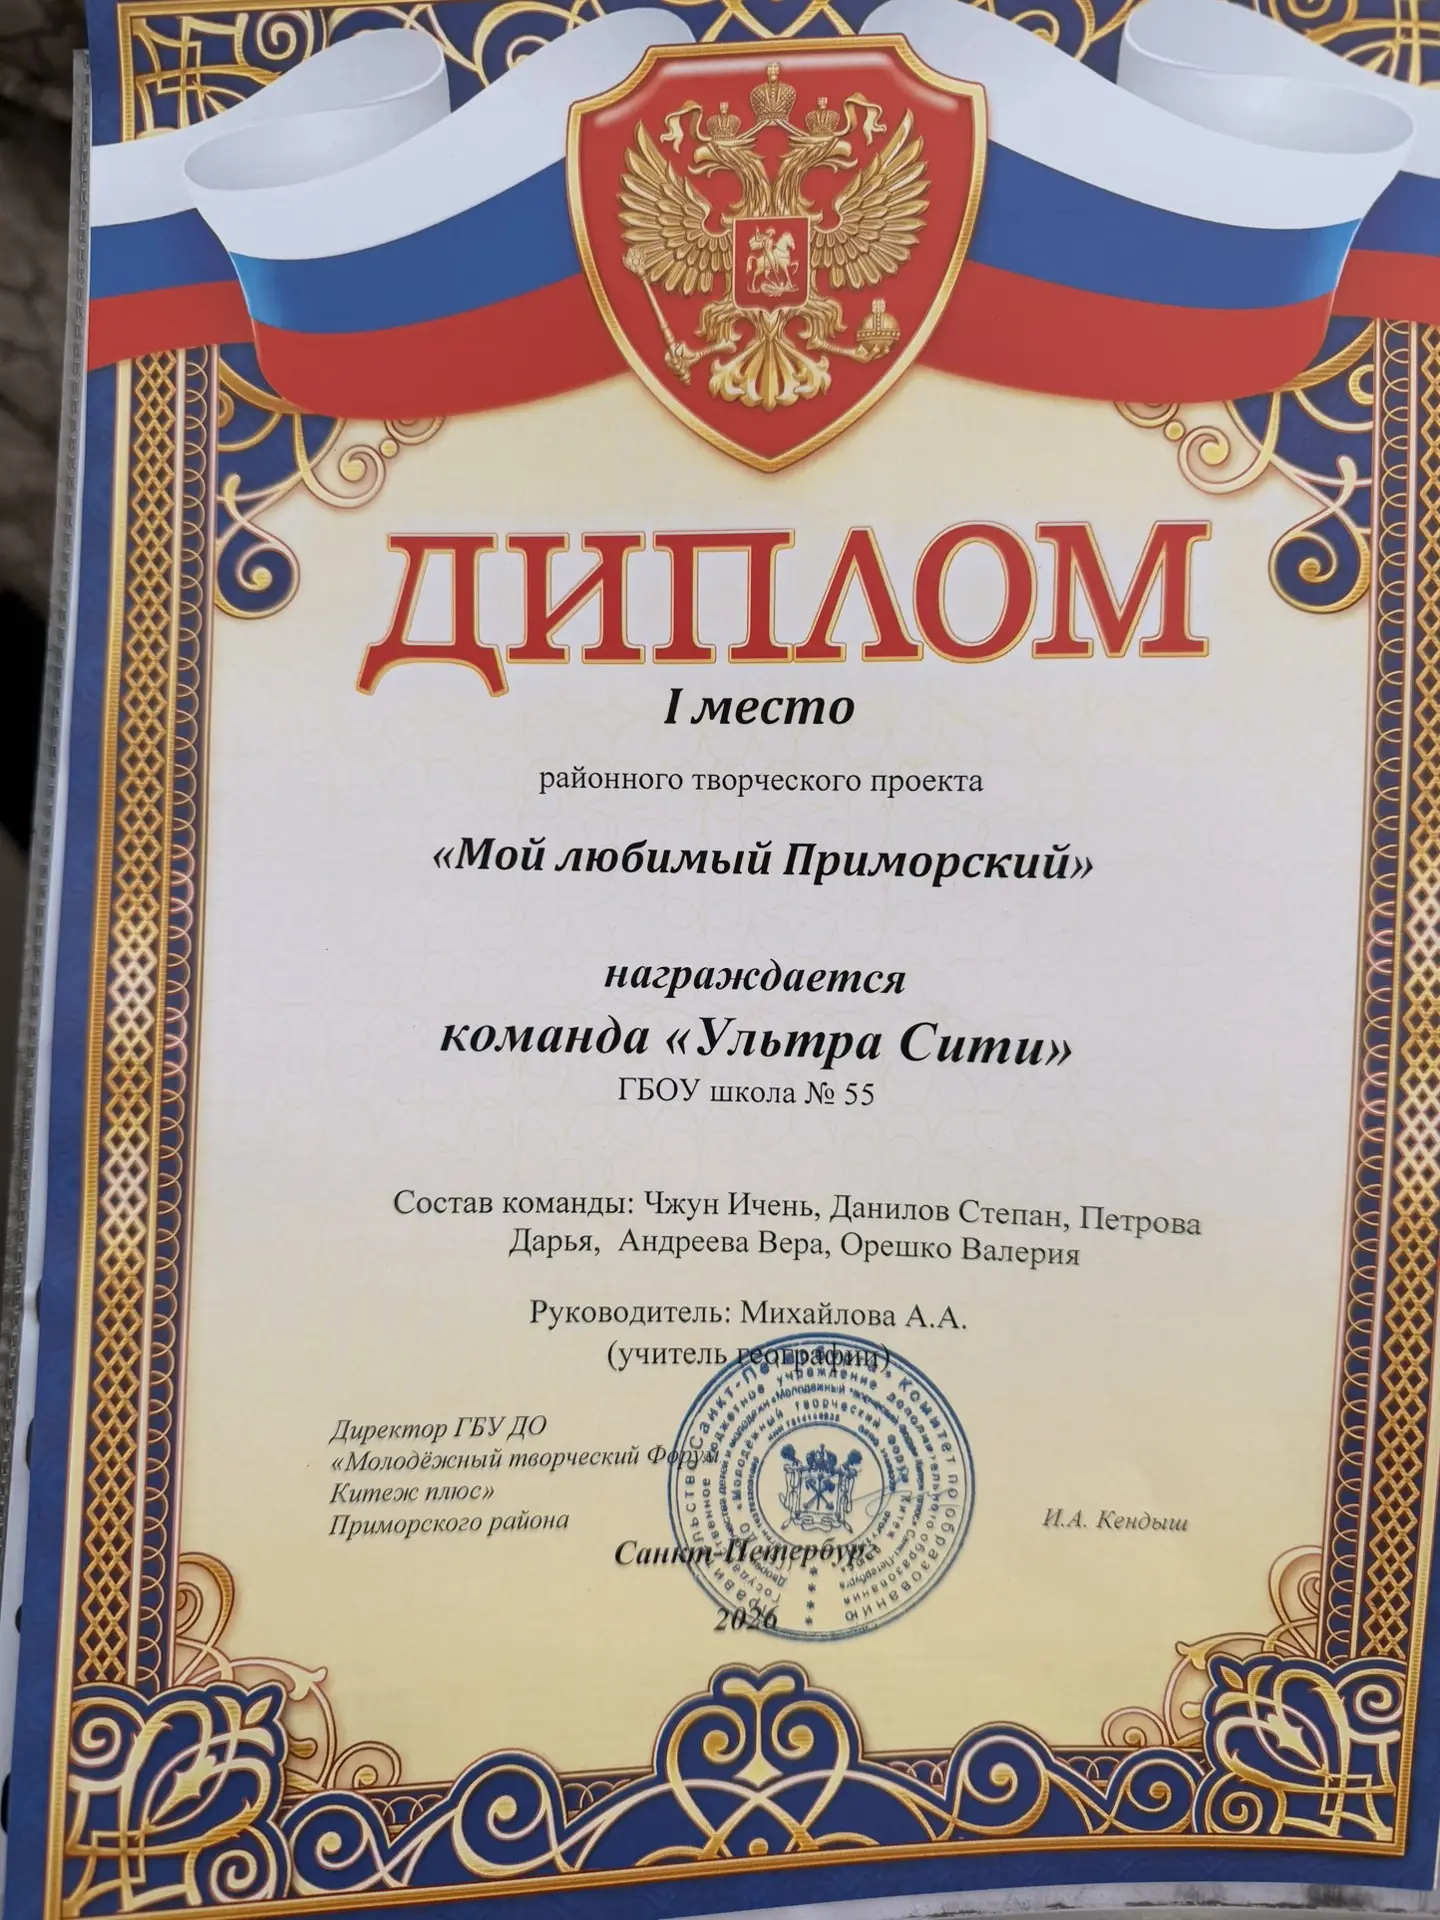 ДИПЛОМ
I место
районного творческого проекта
«Мой любимый Приморский»
награждается
команда «Ультра Сити»
ГБОУ школа № 55
Состав команды: Чжун Ичень, Данилов Степан, Петрова
Дарья, Андреева Вера, Орешко Валерия
Руководитель: Михайлова А.А.
(учитель географии)
Директор ГБУ ДО
«Молодёжный творческий Форум
Китеж плюс»
Приморского района
И.А. Кендыш
Санкт-Петербург
2026